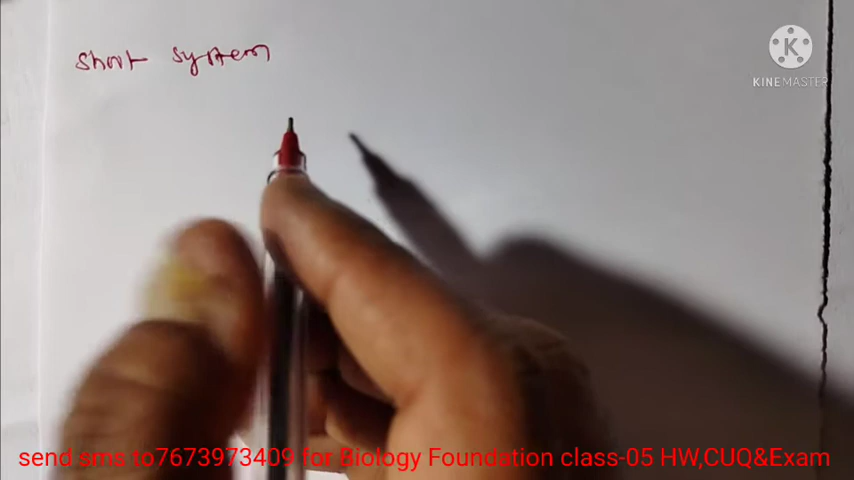 Shoot system
KINEMASTER
send sms to7673973409 for Biology Foundation class-05 HW,CUQ&Exam